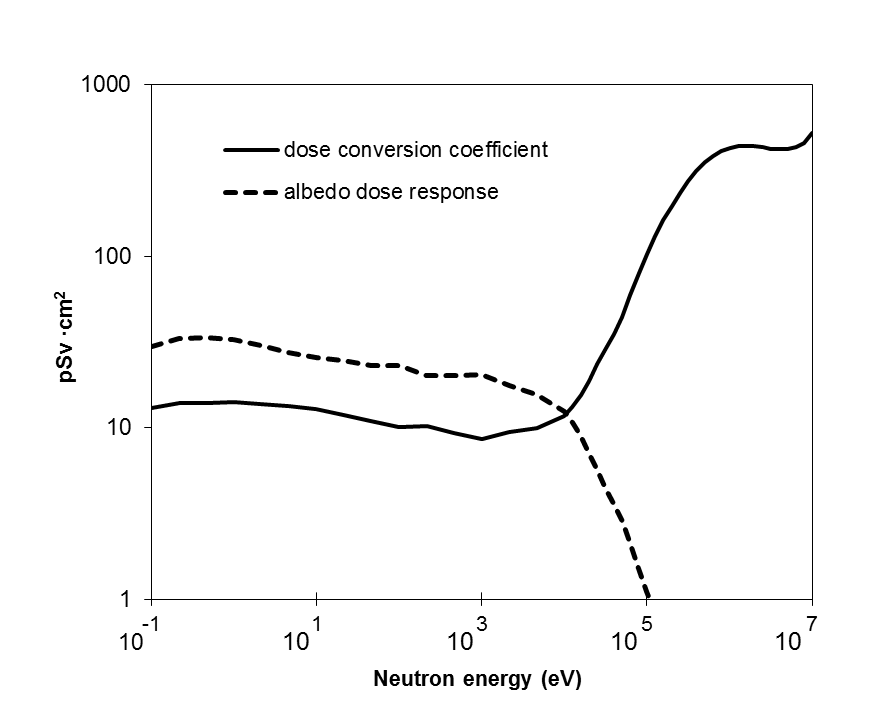 1000
dose conversion coefficient
albedo dose response
100
pSv ·cm²
10
1
10⁻¹ 10¹ 10³ 10⁵ 10⁷
Neutron energy (eV)